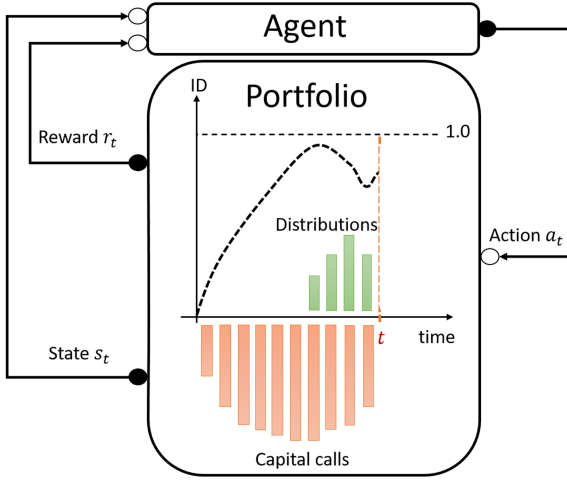 Agent
ID
Portfolio
1.0
Reward r_t
Distributions
Action a_t
t
time
State s_t
Capital calls